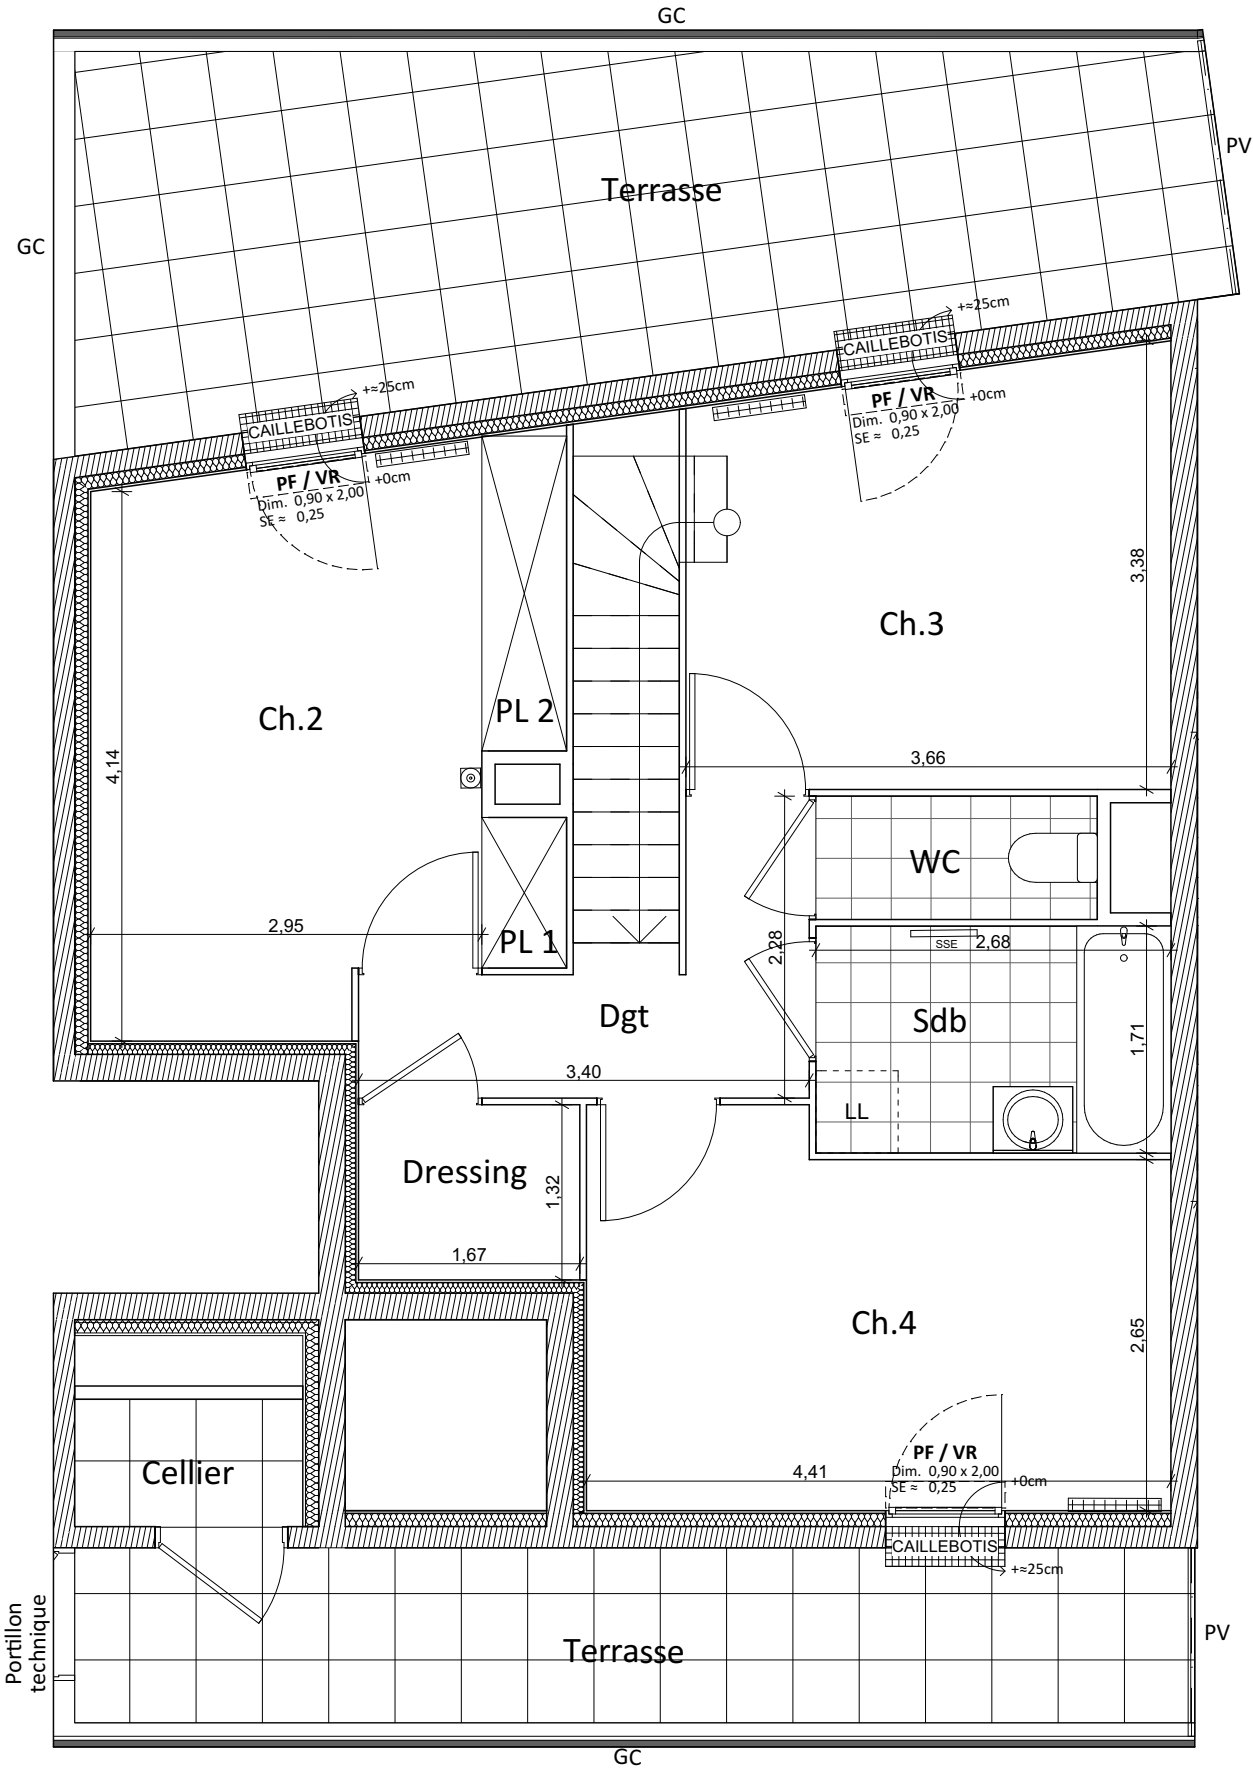 GC
PV
Terrasse
GC
+≈25cm
CAILLEBOTIS
PF / VR
+0cm
Dim. 0,90 x 2,00
SE ≈ 0,25
+≈25cm
CAILLEBOTIS
PF / VR
+0cm
Dim. 0,90 x 2,00
SE ≈ 0,25
3,38
Ch.3
Ch.2
PL 2
4,14
3,66
WC
2,95
PL 1
2,28
SSE
2,68
Dgt
Sdb
1,71
3,40
LL
Dressing
1,32
1,67
Ch.4
2,65
Cellier
PF / VR
4,41
Dim. 0,90 x 2,00
+0cm
SE ≈ 0,25
CAILLEBOTIS
+≈25cm
Portillon
technique
Terrasse
PV
GC